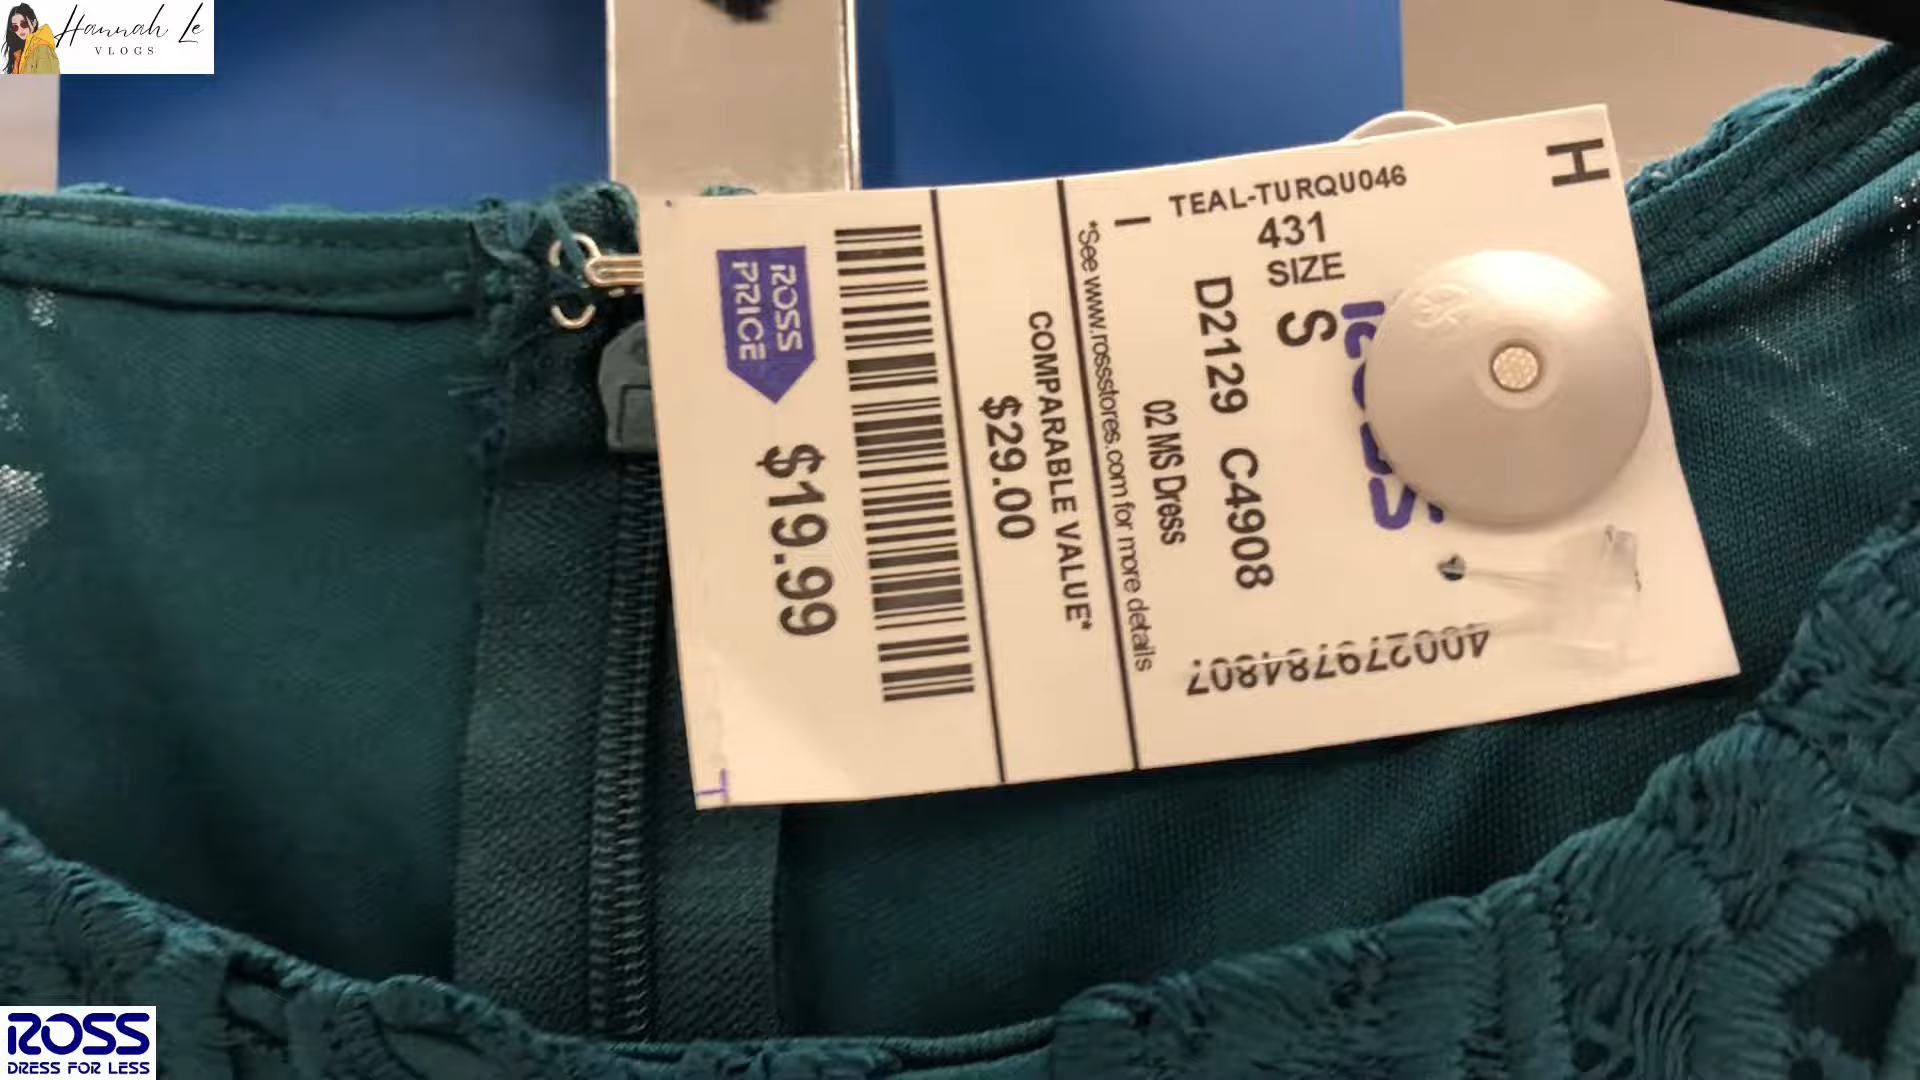 Hannah Le
VLOGS
H
TEAL-TURQU046
431
SIZE
S
I
D2129 C4908
02 MS Dress
*See www.rossstores.com for more details
COMPARABLE VALUE*
$29.00
ROSS
PRICE
$19.99
400279784807
ROSS
DRESS FOR LESS